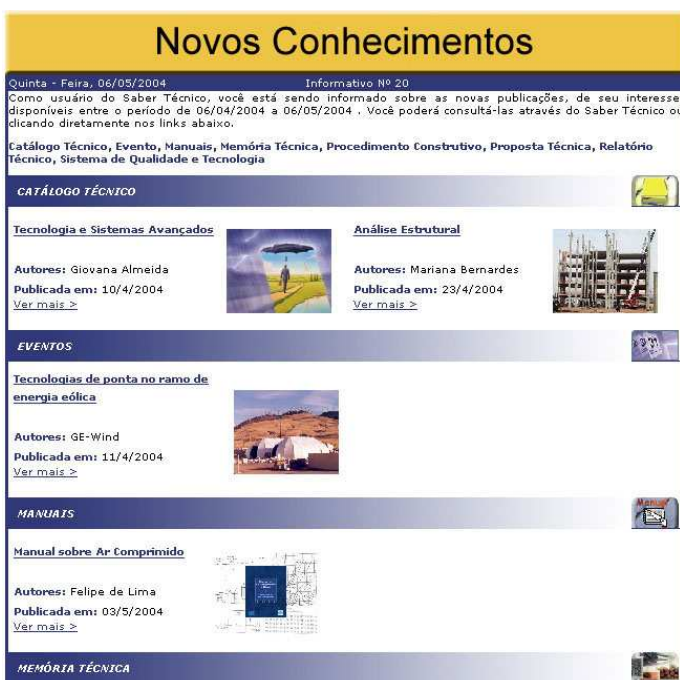 Novos Conhecimentos
Quinta - Feira, 06/05/2004 Informativo Nº 20
Como usuário do Saber Técnico, você está sendo informado sobre as novas publicações, de seu interesse
disponíveis entre o período de 06/04/2004 a 06/05/2004 . Você poderá consultá-las através do Saber Técnico ou
clicando diretamente nos links abaixo.
Catálogo Técnico, Evento, Manuais, Memória Técnica, Procedimento Construtivo, Proposta Técnica, Relatório
Técnico, Sistema de Qualidade e Tecnologia
CATÁLOGO TÉCNICO
Tecnologia e Sistemas Avançados
Autores: Giovana Almeida
Publicada em: 10/4/2004
Ver mais >
Análise Estrutural
Autores: Mariana Bernardes
Publicada em: 23/4/2004
Ver mais >
EVENTOS
Tecnologias de ponta no ramo de
energia eólica
Autores: GE-Wind
Publicada em: 11/4/2004
Ver mais >
MANUAIS
Manual
Manual sobre Ar Comprimido
Autores: Felipe de Lima
Publicada em: 03/5/2004
Ver mais >
MEMÓRIA TÉCNICA